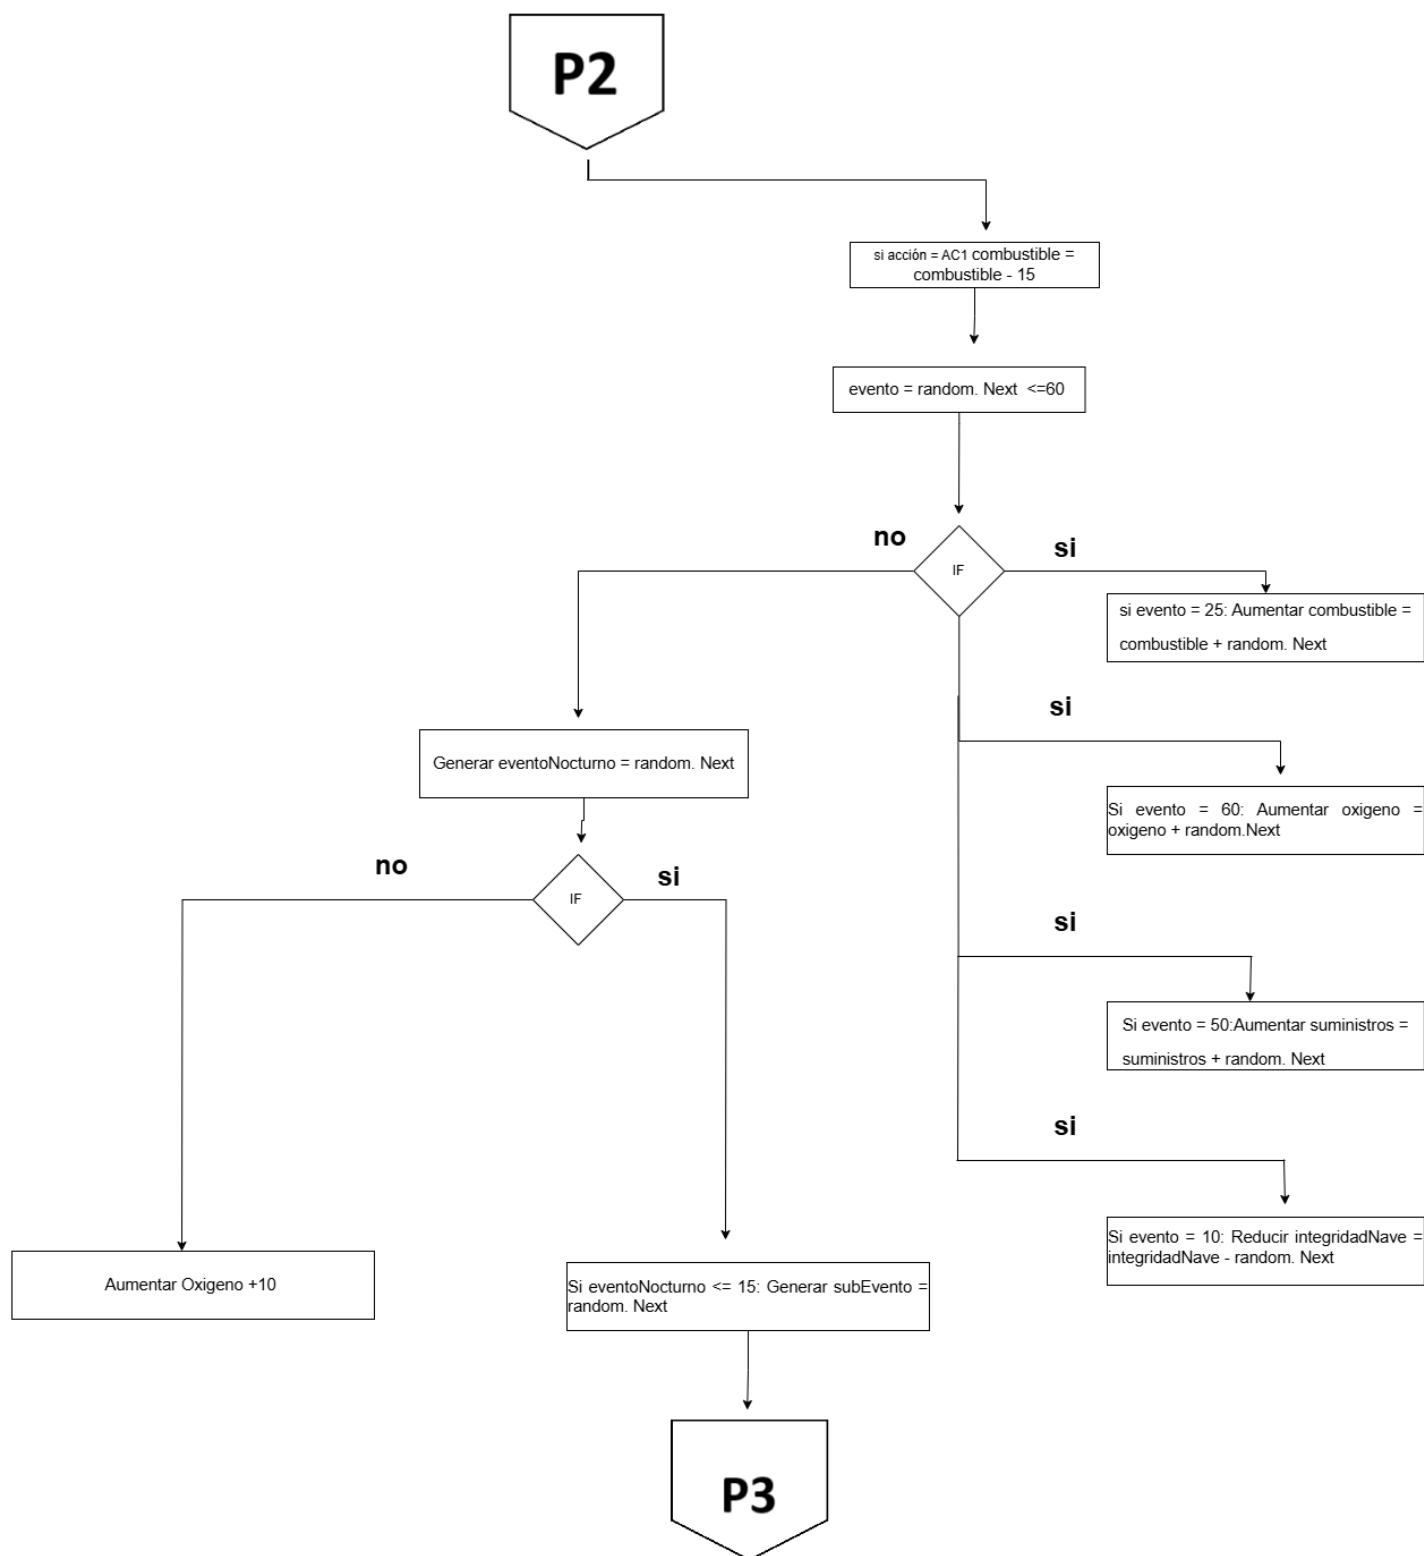 P2
si acción = AC1 combustible =
combustible - 15
evento = random. Next  <=60
no
si
IF
si evento = 25: Aumentar combustible =
combustible + random. Next
si
Generar eventoNocturno = random. Next
Si evento = 60: Aumentar oxigeno =
oxigeno + random.Next
no
si
IF
si
Si evento = 50:Aumentar suministros =
suministros + random. Next
si
Si evento = 10: Reducir integridadNave =
integridadNave - random. Next
Aumentar Oxigeno +10
Si eventoNocturno <= 15: Generar subEvento =
random. Next
P3